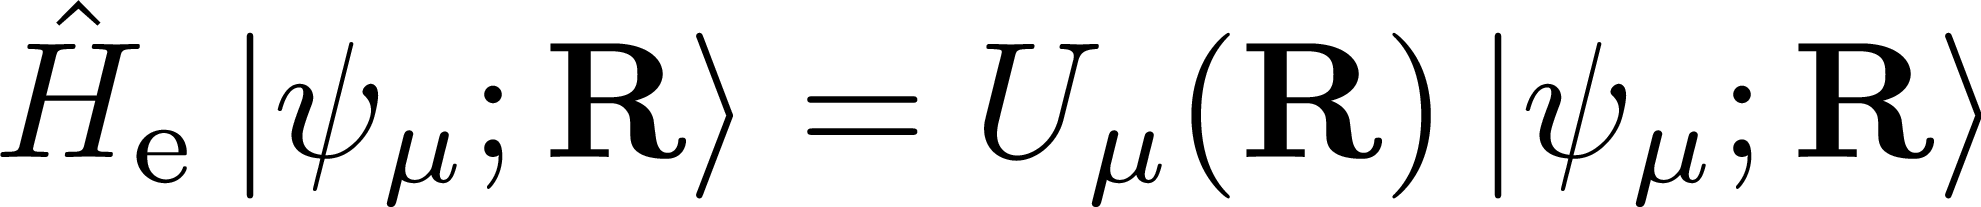 Ĥₑ |ψ_μ; 𝐑⟩ = U_μ(𝐑) |ψ_μ; 𝐑⟩